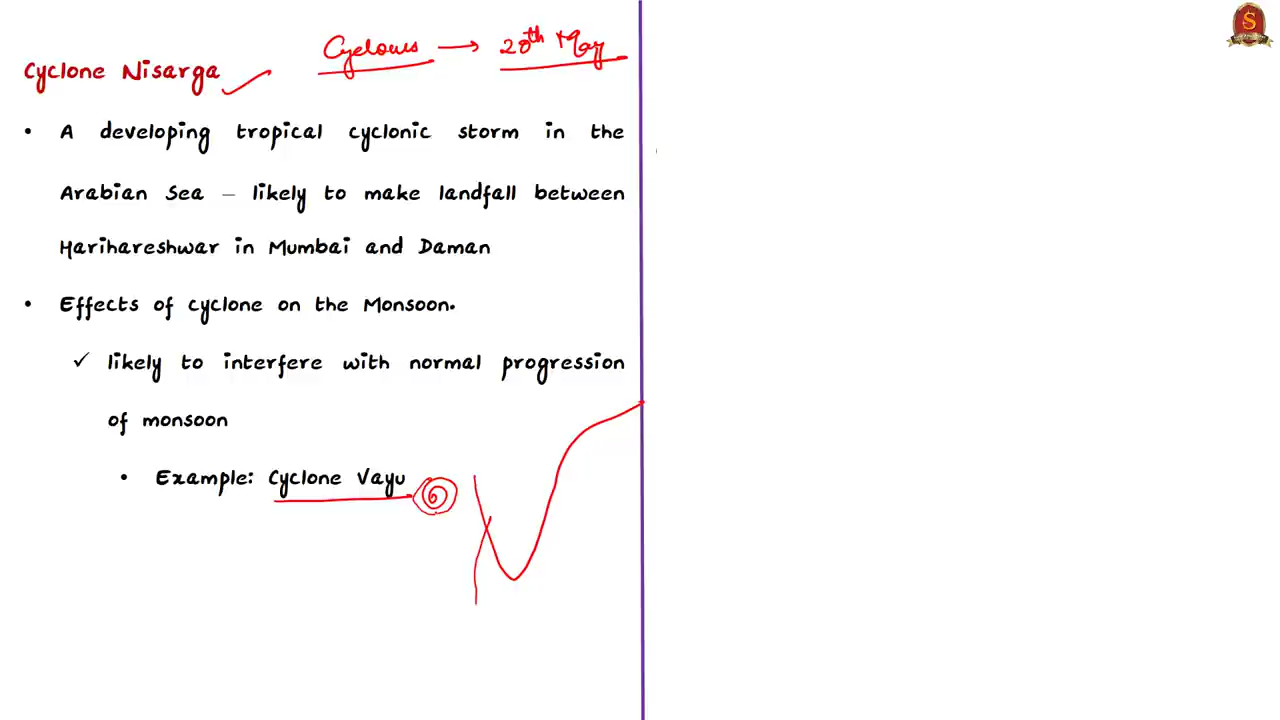 Cyclones → 20th May
Cyclone Nisarga
• A developing tropical cyclonic storm in the
Arabian Sea – likely to make landfall between
Harihareshwar in Mumbai and Daman
• Effects of cyclone on the Monsoon.
✓ likely to interfere with normal progression
of monsoon
• Example: Cyclone Vayu
6
S